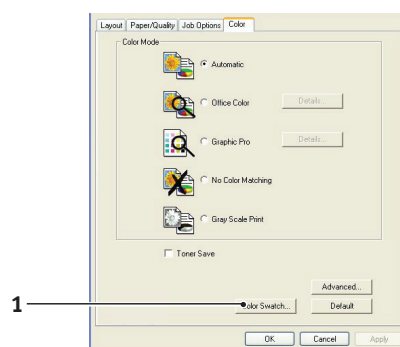 Layout Paper/Quality Job Options Color
Color Mode
Automatic
Office Color Details...
Graphic Pro Details...
No Color Matching
Gray Scale Print
Toner Save
Advanced...
1 Color Swatch... Default
OK Cancel Apply